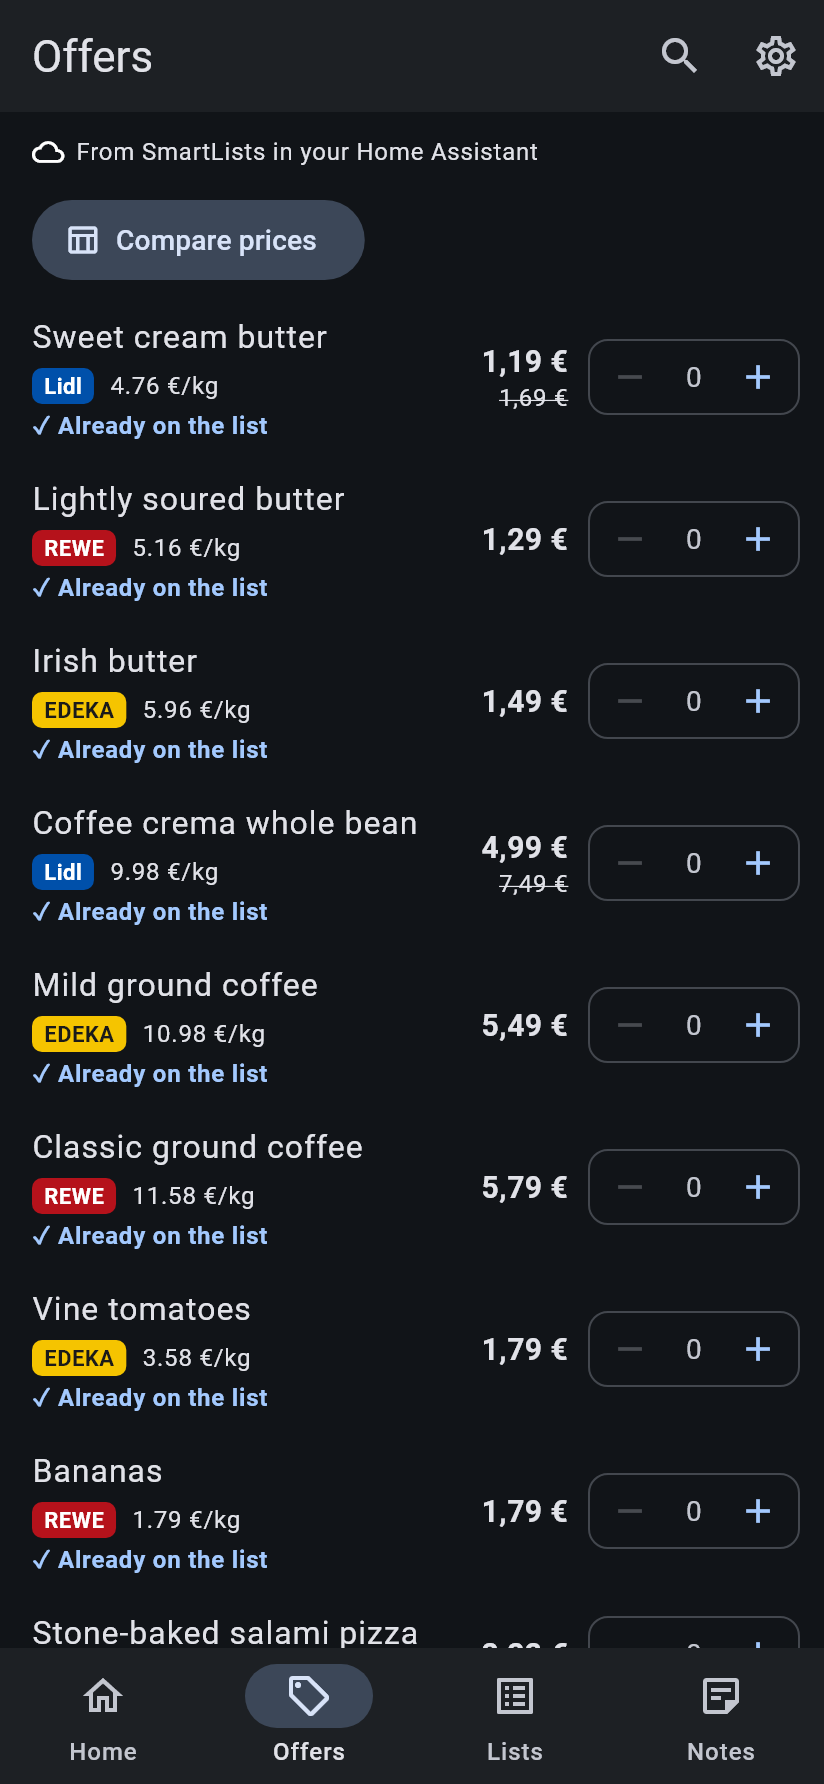 Offers
From SmartLists in your Home Assistant
Compare prices
Sweet cream butter
Lidl 4.76 €/kg
✓ Already on the list
1,19 €
1,69 €
0
Lightly soured butter
REWE 5.16 €/kg
✓ Already on the list
1,29 €
0
Irish butter
EDEKA 5.96 €/kg
✓ Already on the list
1,49 €
0
Coffee crema whole bean
Lidl 9.98 €/kg
✓ Already on the list
4,99 €
7,49 €
0
Mild ground coffee
EDEKA 10.98 €/kg
✓ Already on the list
5,49 €
0
Classic ground coffee
REWE 11.58 €/kg
✓ Already on the list
5,79 €
0
Vine tomatoes
EDEKA 3.58 €/kg
✓ Already on the list
1,79 €
0
Bananas
REWE 1.79 €/kg
✓ Already on the list
1,79 €
0
Stone-baked salami pizza
Home
Offers
Lists
Notes